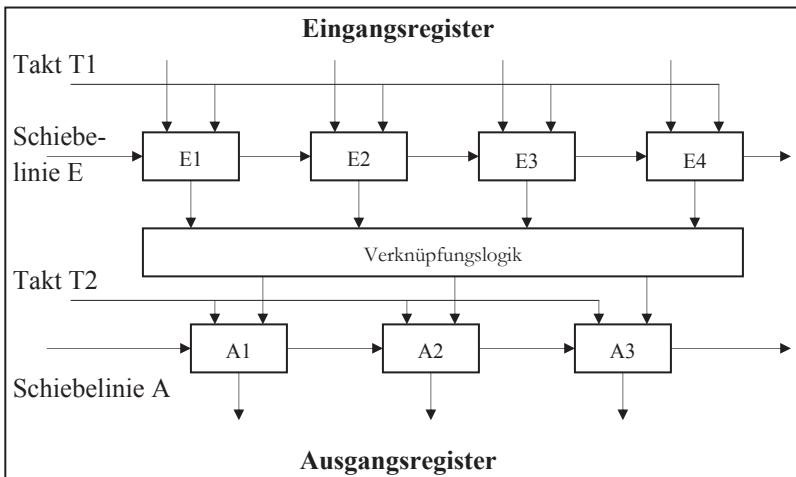 Eingangsregister
Takt T1
Schiebe-
linie E
E1 E2 E3 E4
Verknüpfungslogik
Takt T2
A1 A2 A3
Schiebelinie A
Ausgangsregister